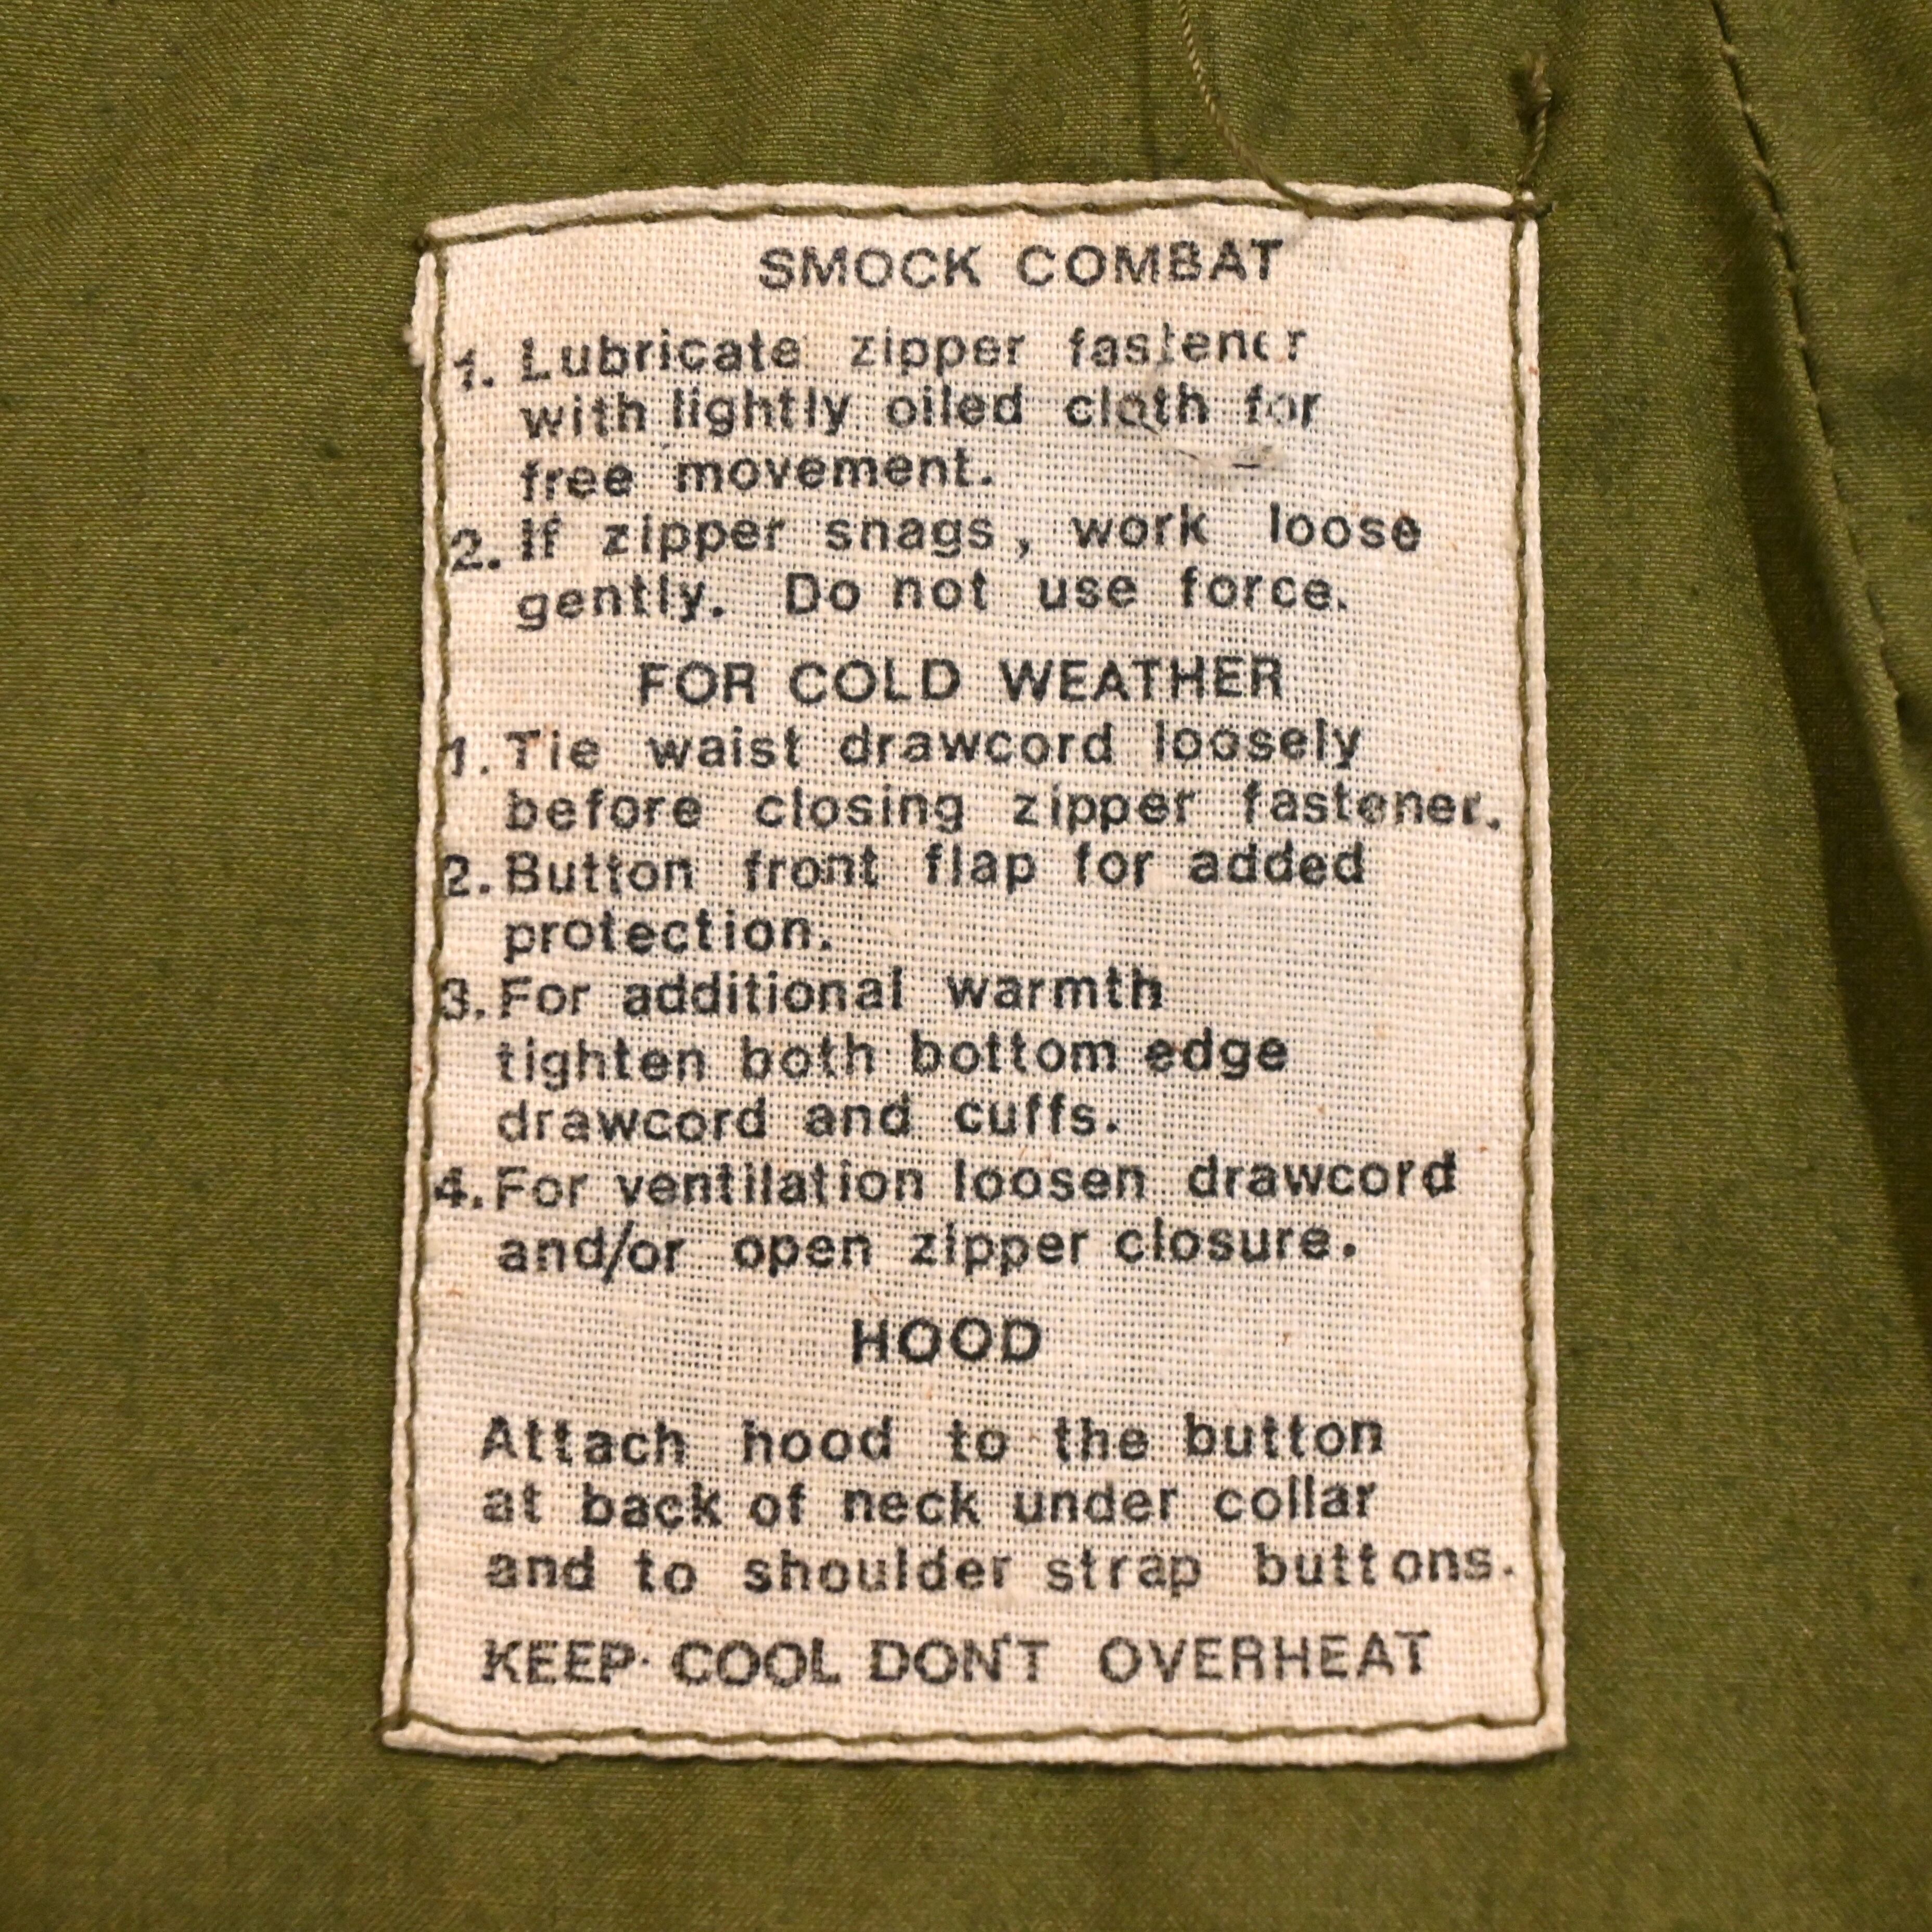 SMOCK COMBAT
1. Lubricate zipper fastener
with lightly oiled cloth for
free movement.
2. If zipper snags, work loose
gently. Do not use force.
FOR COLD WEATHER
1. Tie waist drawcord loosely
before closing zipper fastener.
2. Button front flap for added
protection.
3. For additional warmth
tighten both bottom edge
drawcord and cuffs.
4. For ventilation loosen drawcord
and/or open zipper closure.
HOOD
Attach hood to the button
at back of neck under collar
and to shoulder strap buttons.
KEEP COOL DON'T OVERHEAT